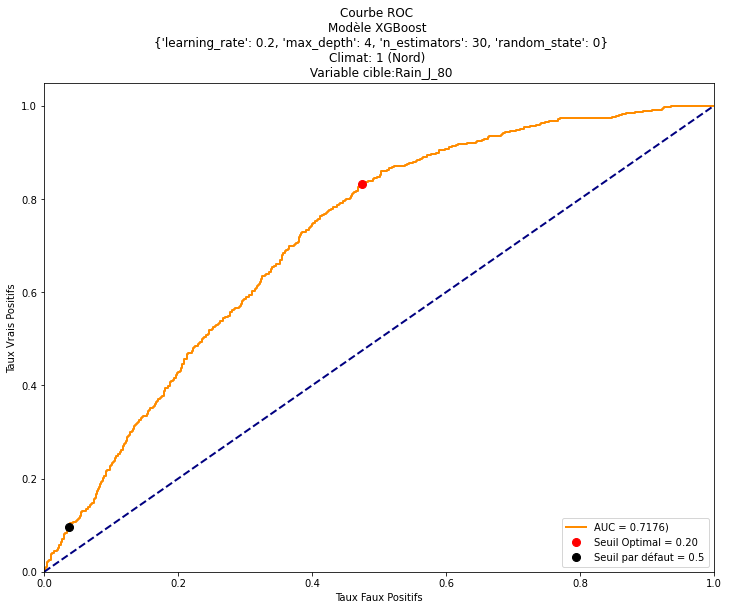 Courbe ROC
Modèle XGBoost
{'learning_rate': 0.2, 'max_depth': 4, 'n_estimators': 30, 'random_state': 0}
Climat: 1 (Nord)
Variable cible:Rain_J_80
Taux Vrais Positifs
1.0
0.8
0.6
0.4
0.2
0.0
0.0
0.2
0.4
0.6
0.8
1.0
Taux Faux Positifs
AUC = 0.7176)
Seuil Optimal = 0.20
Seuil par défaut = 0.5